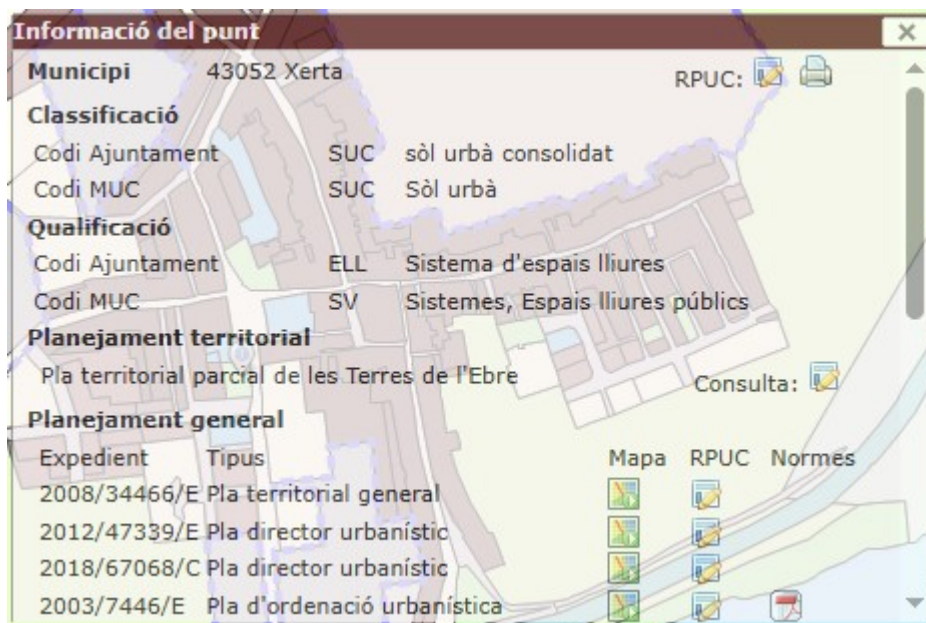 Informació del punt
Municipi 43052 Xerta RPUC:
Classificació
Codi Ajuntament SUC sòl urbà consolidat
Codi MUC SUC Sòl urbà
Qualificació
Codi Ajuntament ELL Sistema d'espais lliures
Codi MUC SV Sistemes, Espais lliures públics
Planejament territorial
Pla territorial parcial de les Terres de l'Ebre Consulta:
Planejament general
Expedient Tipus Mapa RPUC Normes
2008/34466/E Pla territorial general
2012/47339/E Pla director urbanístic
2018/67068/C Pla director urbanístic
2003/7446/E Pla d'ordenació urbanística